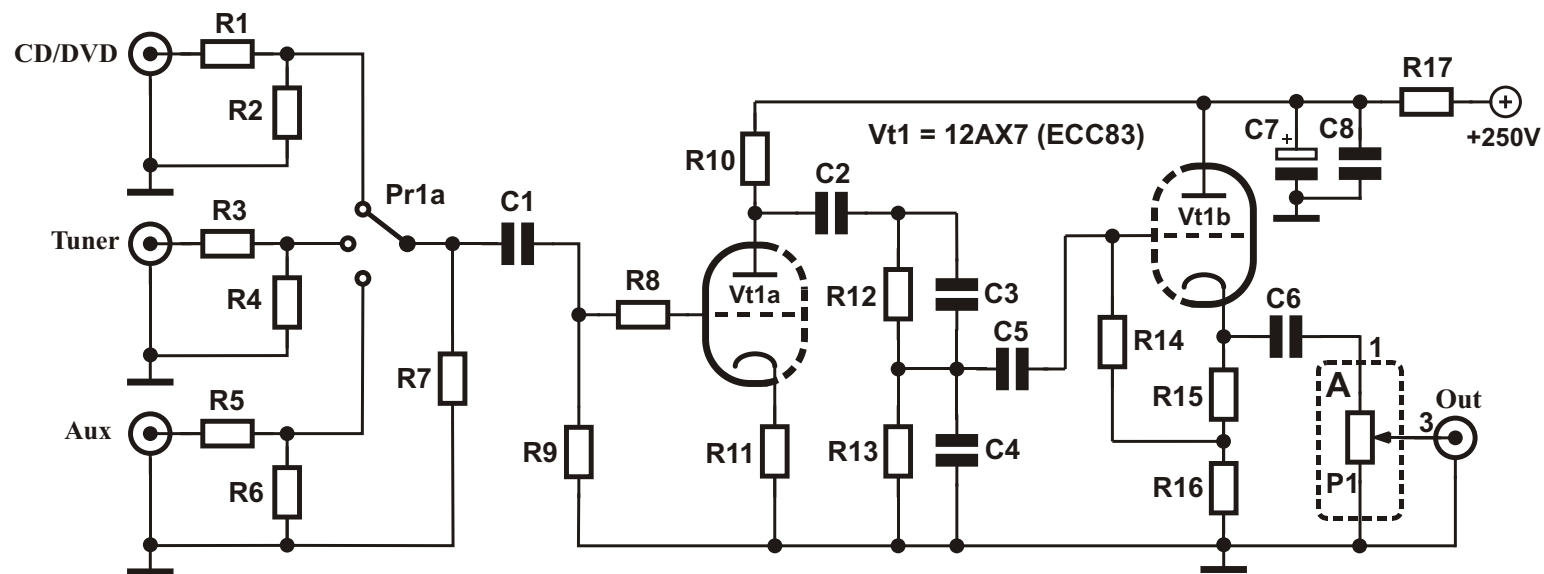 CD/DVD
R1
R2
Tuner
R3
R4
Aux
R5
R6
Pr1a
R7
C1
R8
R9
R10
Vt1a
R11
C2
R12
R13
C3
C4
C5
Vt1 = 12AX7 (ECC83)
Vt1b
R14
R15
R16
C6
C7
+
C8
R17
+
+250V
1
A
P1
3
Out